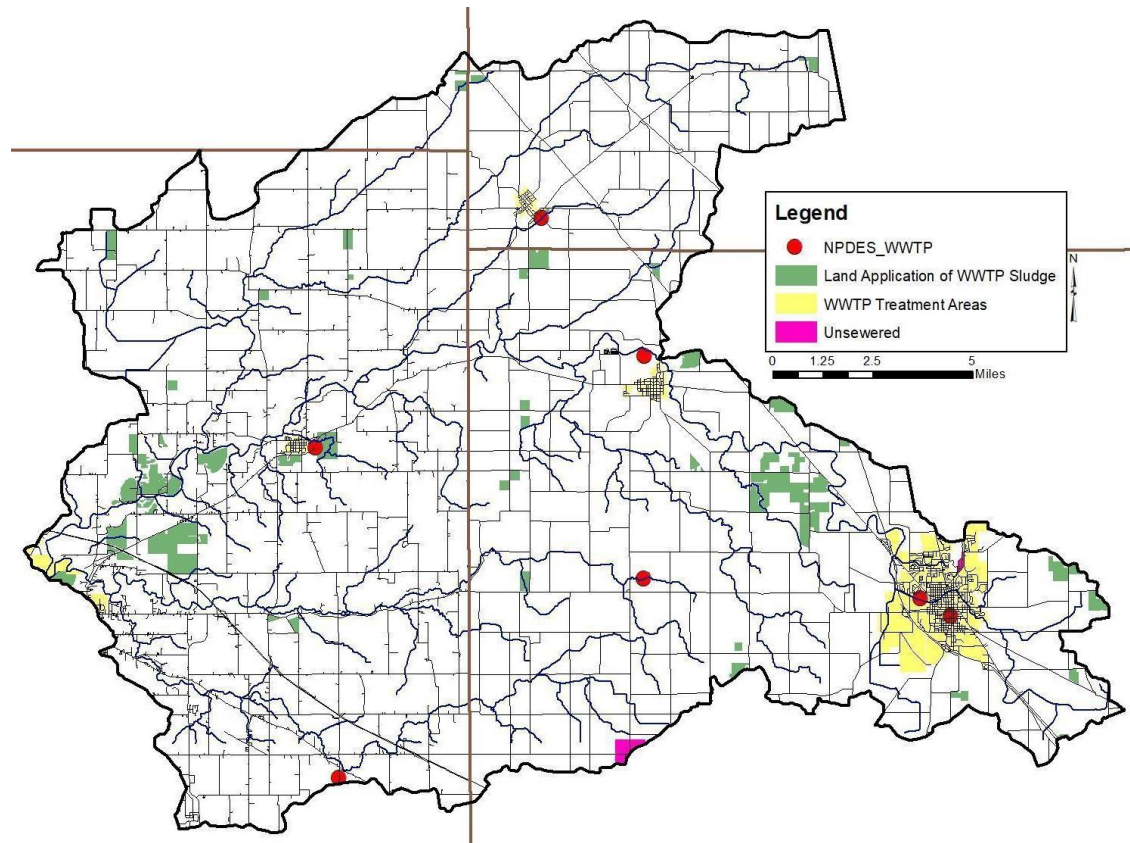 Legend
NPDES_WWTP
Land Application of WWTP Sludge
WWTP Treatment Areas
Unsewered
N
0 1.25 2.5 5
Miles